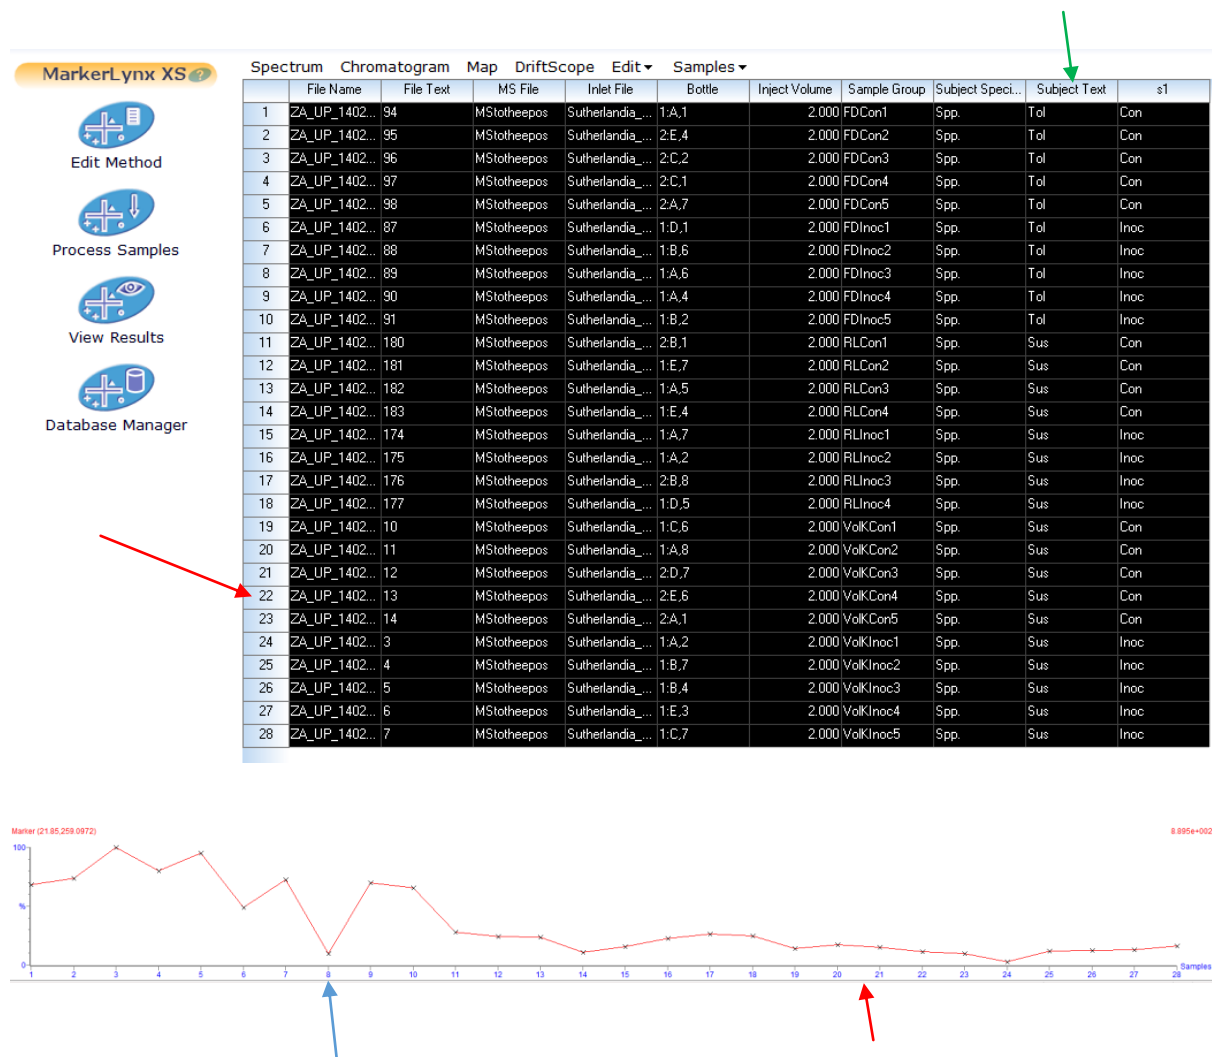 MarkerLynx XS ?
Edit Method
Process Samples
View Results
Database Manager
Spectrum Chromatogram Map DriftScope Edit Samples
File Name File Text MS File Inlet File Bottle Inject Volume Sample Group Subject Speci... Subject Text s1
1 ZA_UP_1402... 94 MStotheepos Sutherlandia_... 1:A,1 2.000 FDCon1 Spp. Tol Con
2 ZA_UP_1402... 95 MStotheepos Sutherlandia_... 2:E,4 2.000 FDCon2 Spp. Tol Con
3 ZA_UP_1402... 96 MStotheepos Sutherlandia_... 2:C,2 2.000 FDCon3 Spp. Tol Con
4 ZA_UP_1402... 97 MStotheepos Sutherlandia_... 2:C,1 2.000 FDCon4 Spp. Tol Con
5 ZA_UP_1402... 98 MStotheepos Sutherlandia_... 2:A,7 2.000 FDCon5 Spp. Tol Con
6 ZA_UP_1402... 87 MStotheepos Sutherlandia_... 1:D,1 2.000 FDInoc1 Spp. Tol Inoc
7 ZA_UP_1402... 88 MStotheepos Sutherlandia_... 1:B,6 2.000 FDInoc2 Spp. Tol Inoc
8 ZA_UP_1402... 89 MStotheepos Sutherlandia_... 1:A,6 2.000 FDInoc3 Spp. Tol Inoc
9 ZA_UP_1402... 90 MStotheepos Sutherlandia_... 1:A,4 2.000 FDInoc4 Spp. Tol Inoc
10 ZA_UP_1402... 91 MStotheepos Sutherlandia_... 1:B,2 2.000 FDInoc5 Spp. Tol Inoc
11 ZA_UP_1402... 180 MStotheepos Sutherlandia_... 2:B,1 2.000 RLCon1 Spp. Sus Con
12 ZA_UP_1402... 181 MStotheepos Sutherlandia_... 1:E,7 2.000 RLCon2 Spp. Sus Con
13 ZA_UP_1402... 182 MStotheepos Sutherlandia_... 1:A,5 2.000 RLCon3 Spp. Sus Con
14 ZA_UP_1402... 183 MStotheepos Sutherlandia_... 1:E,4 2.000 RLCon4 Spp. Sus Con
15 ZA_UP_1402... 174 MStotheepos Sutherlandia_... 1:A,7 2.000 RLInoc1 Spp. Sus Inoc
16 ZA_UP_1402... 175 MStotheepos Sutherlandia_... 1:A,2 2.000 RLInoc2 Spp. Sus Inoc
17 ZA_UP_1402... 176 MStotheepos Sutherlandia_... 2:B,8 2.000 RLInoc3 Spp. Sus Inoc
18 ZA_UP_1402... 177 MStotheepos Sutherlandia_... 1:D,5 2.000 RLInoc4 Spp. Sus Inoc
19 ZA_UP_1402... 10 MStotheepos Sutherlandia_... 1:C,6 2.000 VolKCon1 Spp. Sus Con
20 ZA_UP_1402... 11 MStotheepos Sutherlandia_... 1:A,8 2.000 VolKCon2 Spp. Sus Con
21 ZA_UP_1402... 12 MStotheepos Sutherlandia_... 2:D,7 2.000 VolKCon3 Spp. Sus Con
22 ZA_UP_1402... 13 MStotheepos Sutherlandia_... 2:E,6 2.000 VolKCon4 Spp. Sus Con
23 ZA_UP_1402... 14 MStotheepos Sutherlandia_... 2:A,1 2.000 VolKCon5 Spp. Sus Con
24 ZA_UP_1402... 3 MStotheepos Sutherlandia_... 1:A,2 2.000 VolKInoc1 Spp. Sus Inoc
25 ZA_UP_1402... 4 MStotheepos Sutherlandia_... 1:B,7 2.000 VolKInoc2 Spp. Sus Inoc
26 ZA_UP_1402... 5 MStotheepos Sutherlandia_... 1:B,4 2.000 VolKInoc3 Spp. Sus Inoc
27 ZA_UP_1402... 6 MStotheepos Sutherlandia_... 1:E,3 2.000 VolKInoc4 Spp. Sus Inoc
28 ZA_UP_1402... 7 MStotheepos Sutherlandia_... 1:C,7 2.000 VolKInoc5 Spp. Sus Inoc
Marker (21.85,259.0972) 8.895e+002
100
%
0
1 2 3 4 5 6 7 8 9 10 11 12 13 14 15 16 17 18 19 20 21 22 23 24 25 26 27 28
Samples